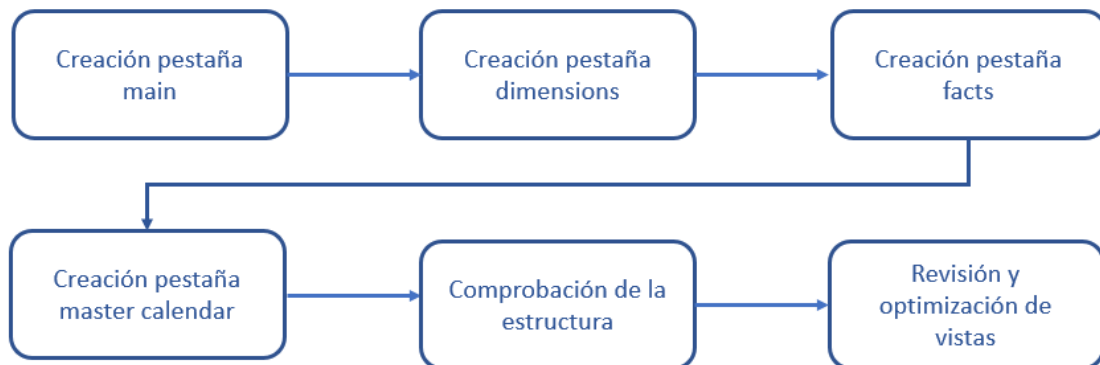 Creación pestaña
main
Creación pestaña
dimensions
Creación pestaña
facts
Creación pestaña
master calendar
Comprobación de la
estructura
Revisión y
optimización de
vistas